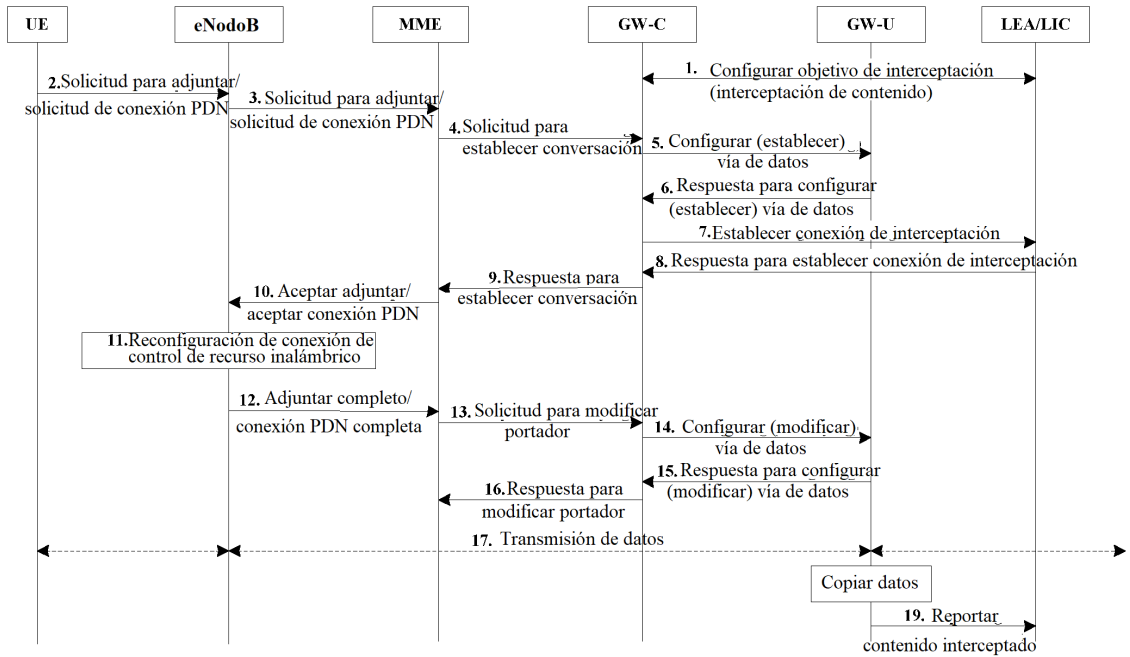 UE
eNodoB
MME
GW-C
GW-U
LEA/LIC
1. Configurar objetivo de interceptación
(interceptación de contenido)
2.Solicitud para adjuntar/
solicitud de conexión PDN
3.Solicitud para adjuntar/
solicitud de conexión PDN
4.Solicitud para
establecer conversación
5. Configurar (establecer)
vía de datos
6. Respuesta para configurar
(establecer) vía de datos
7.Establecer conexión de interceptación
8. Respuesta para establecer conexión de interceptación
9.Respuesta para
establecer conversación
10. Aceptar adjuntar/
aceptar conexión PDN
11.Reconfiguración de conexión de
control de recurso inalámbrico
12. Adjuntar completo/
conexión PDN completa
13. Solicitud para modificar
portador
14. Configurar (modificar)
vía de datos
15.Respuesta para configurar
(modificar) vía de datos
16.Respuesta para
modificar portador
17. Transmisión de datos
Copiar datos
19. Reportar
contenido interceptado